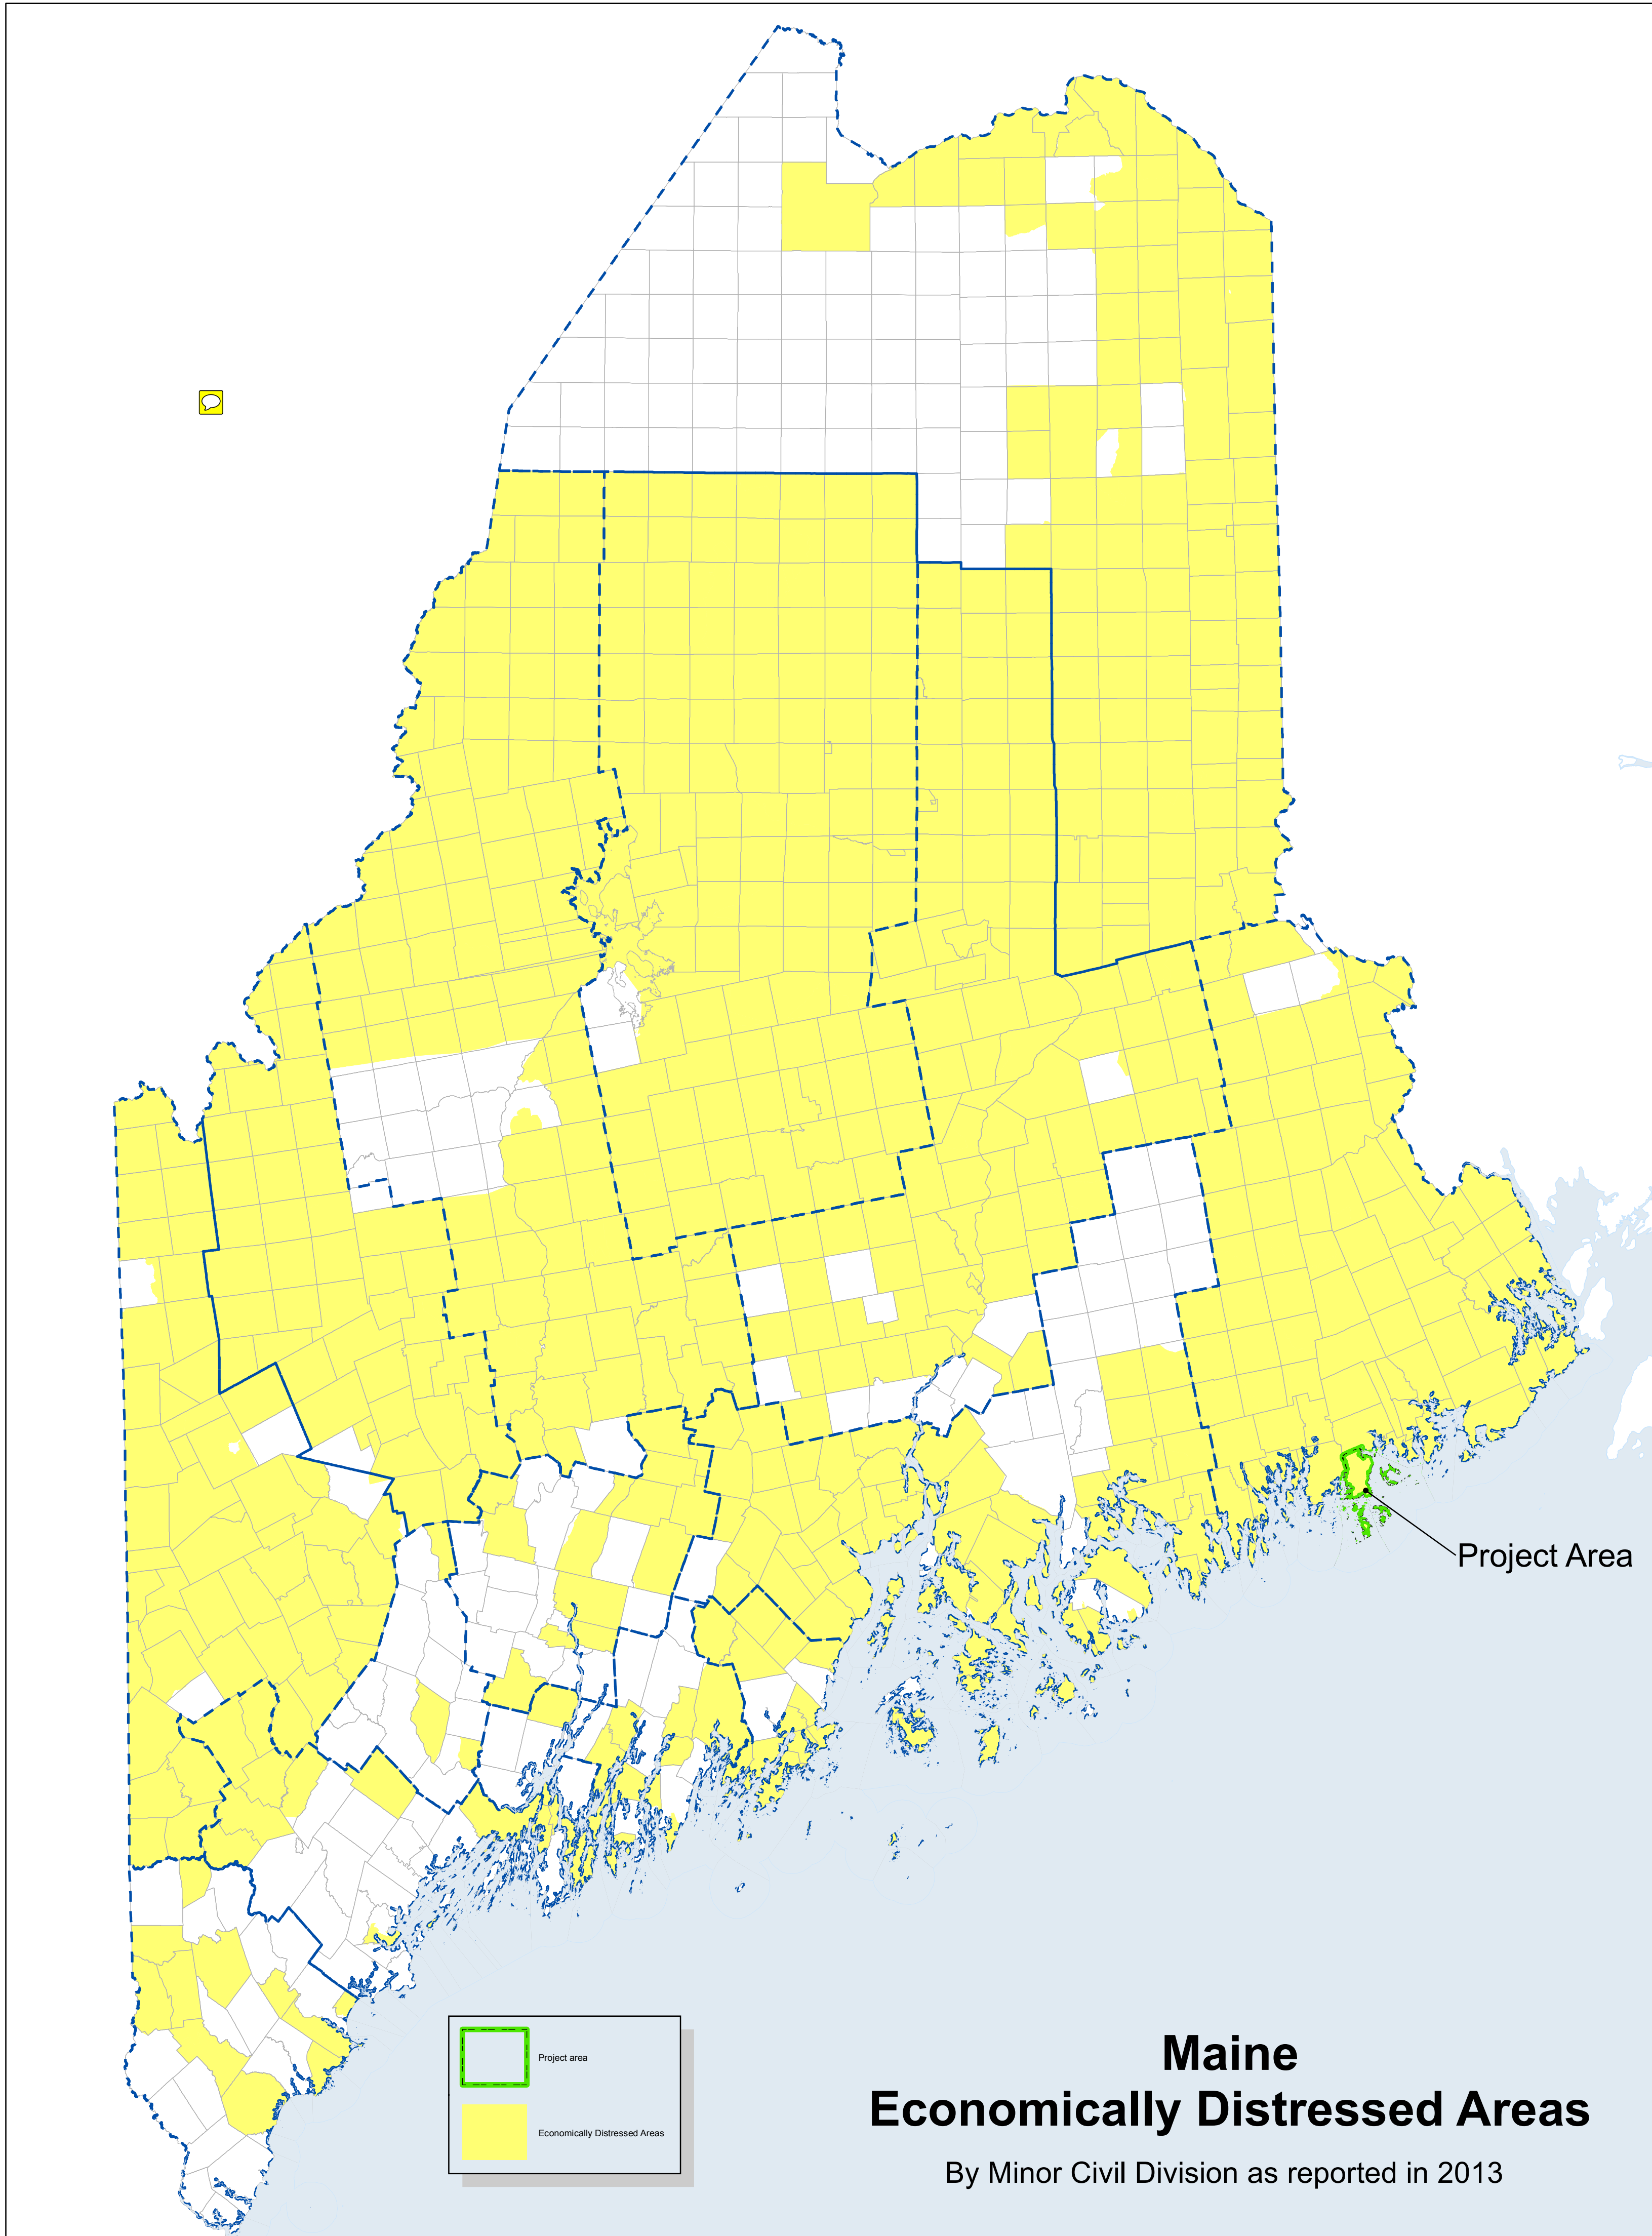 Project Area
Project area
Economically Distressed Areas
Maine
Economically Distressed Areas
By Minor Civil Division as reported in 2013